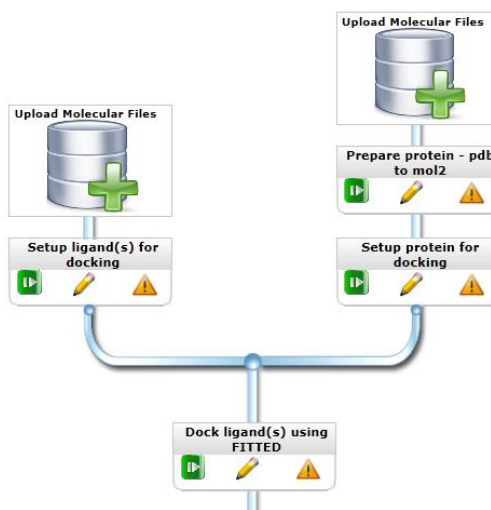 Upload Molecular Files
Upload Molecular Files
Prepare protein - pdb
to mol2
Setup ligand(s) for
docking
Setup protein for
docking
Dock ligand(s) using
FITTED